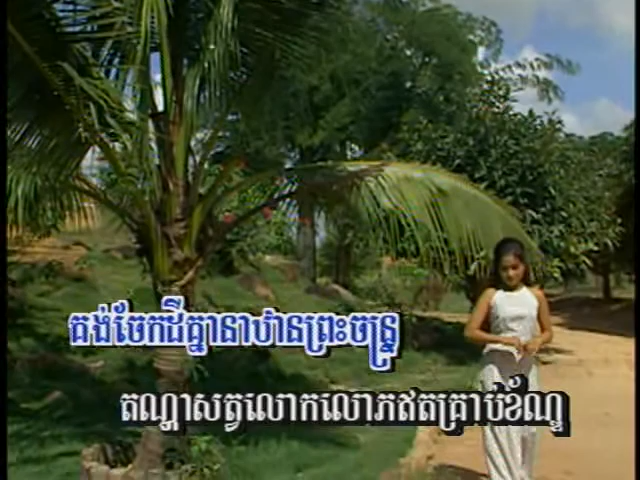 គង់ចែកដីគ្នានាឋានព្រះចន្ទ្រ
តណ្ហាសត្វលោកលោភឥតគ្រាប់ខ័ណ្ឌ